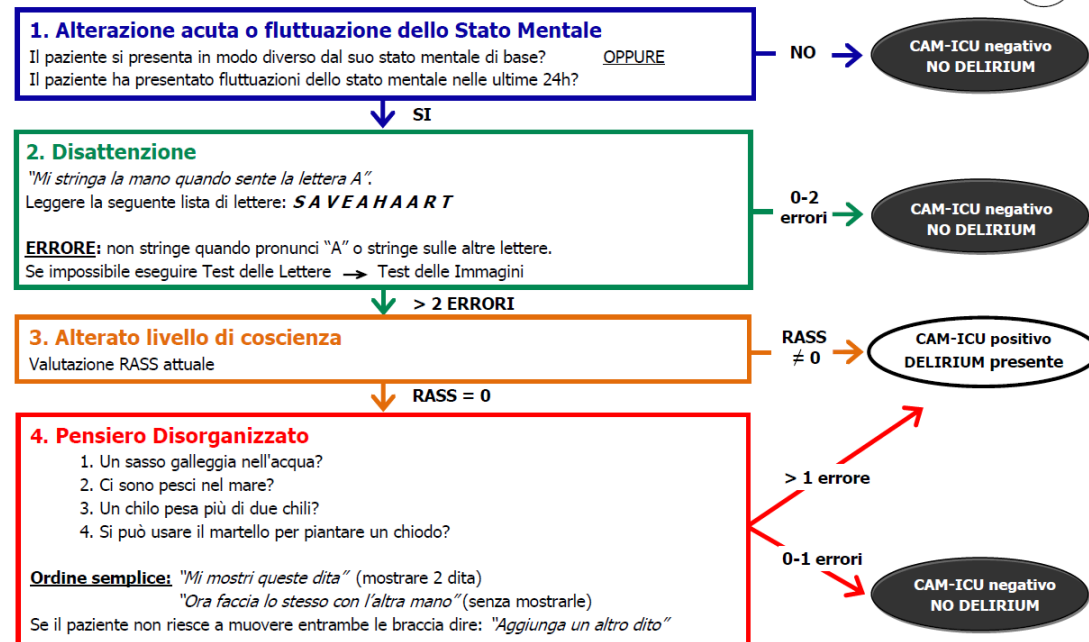 1. Alterazione acuta o fluttuazione dello Stato Mentale
Il paziente si presenta in modo diverso dal suo stato mentale di base? OPPURE
Il paziente ha presentato fluttuazioni dello stato mentale nelle ultime 24h?
NO
CAM-ICU negativo
NO DELIRIUM
SI
2. Disattenzione
"Mi stringa la mano quando sente la lettera A".
Leggere la seguente lista di lettere: S A V E A H A A R T
ERRORE: non stringe quando pronunci "A" o stringe sulle altre lettere.
Se impossibile eseguire Test delle Lettere → Test delle Immagini
0-2
errori
CAM-ICU negativo
NO DELIRIUM
> 2 ERRORI
3. Alterato livello di coscienza
Valutazione RASS attuale
RASS
≠ 0
CAM-ICU positivo
DELIRIUM presente
RASS = 0
4. Pensiero Disorganizzato
1. Un sasso galleggia nell'acqua?
2. Ci sono pesci nel mare?
3. Un chilo pesa più di due chili?
4. Si può usare il martello per piantare un chiodo?
Ordine semplice: "Mi mostri queste dita" (mostrare 2 dita)
"Ora faccia lo stesso con l'altra mano" (senza mostrarle)
Se il paziente non riesce a muovere entrambe le braccia dire: "Aggiunga un altro dito"
> 1 errore
0-1 errori
CAM-ICU negativo
NO DELIRIUM